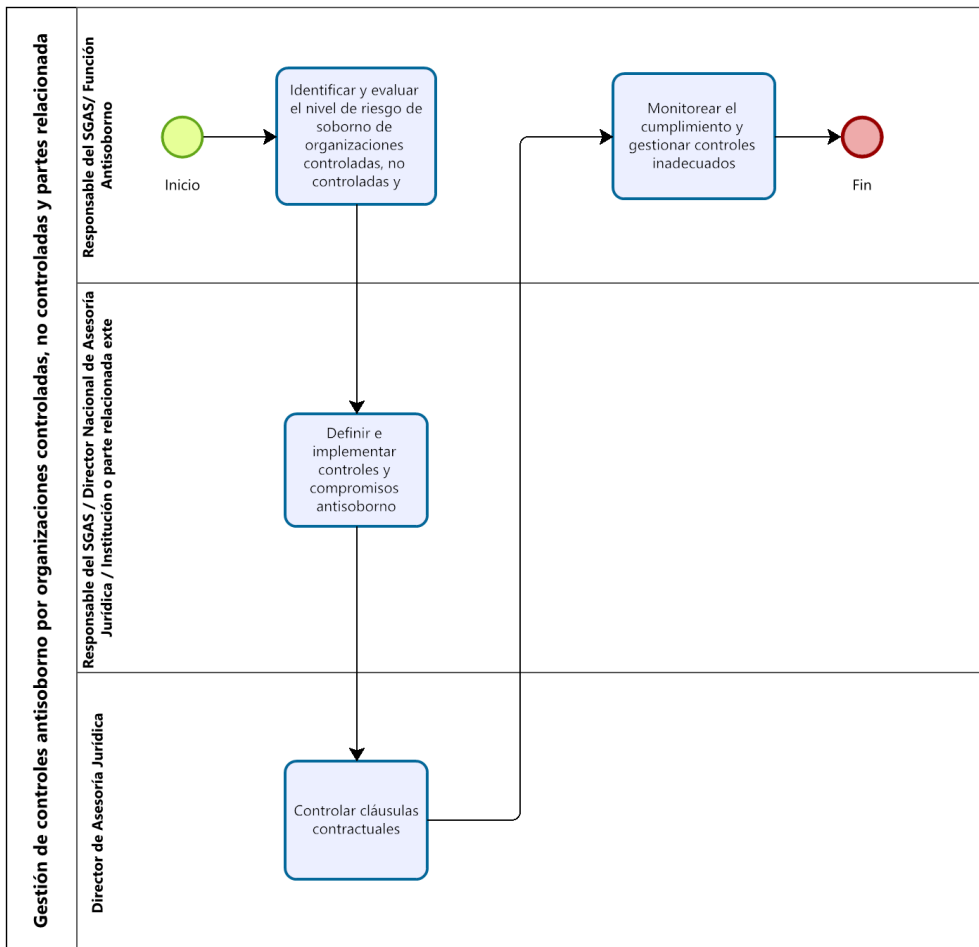 Gestión de controles antisoborno por organizaciones controladas, no controladas y partes relacionada
Responsable del SGAS/ Función
Antisoborno
Inicio
Identificar y evaluar
el nivel de riesgo de
soborno de
organizaciones
controladas, no
controladas y
Monitorear el
cumplimiento y
gestionar controles
inadecuados
Fin
Responsable del SGAS / Director Nacional de Asesoría
Jurídica / Institución o parte relacionada exte
Definir e
implementar
controles y
compromisos
antisoborno
Director de Asesoría Jurídica
Controlar cláusulas
contractuales